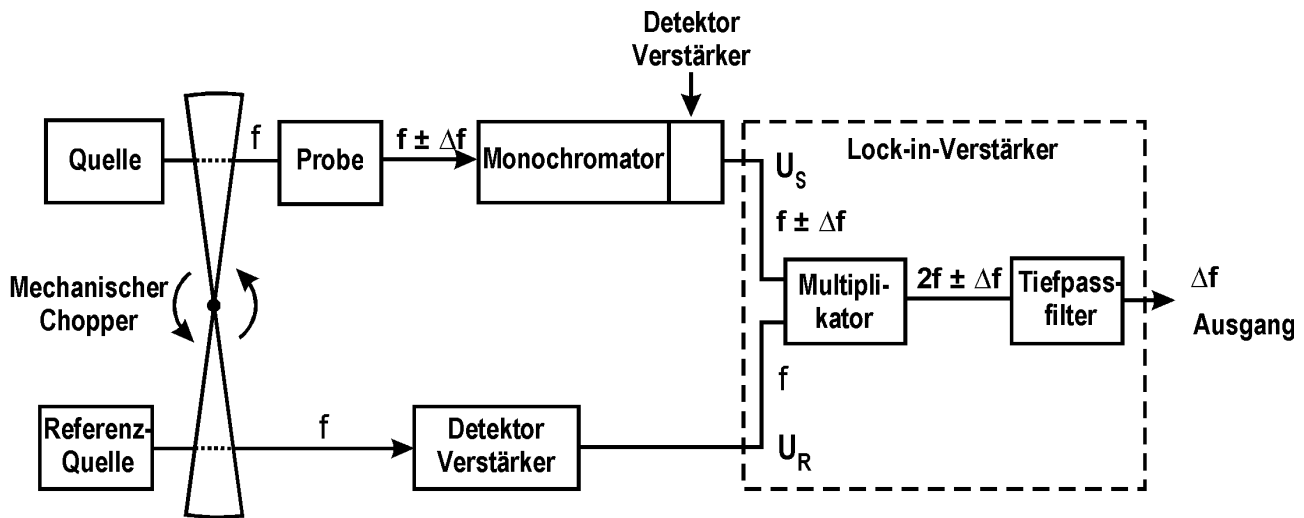 Detektor
Verstärker
Quelle
f
Probe
f ± Δf
Monochromator
Lock-in-Verstärker
U_S
f ± Δf
Mechanischer
Chopper
Multipli-
kator
2f ± Δf
Tiefpass-
filter
Δf
Ausgang
f
Referenz-
Quelle
f
Detektor
Verstärker
U_R